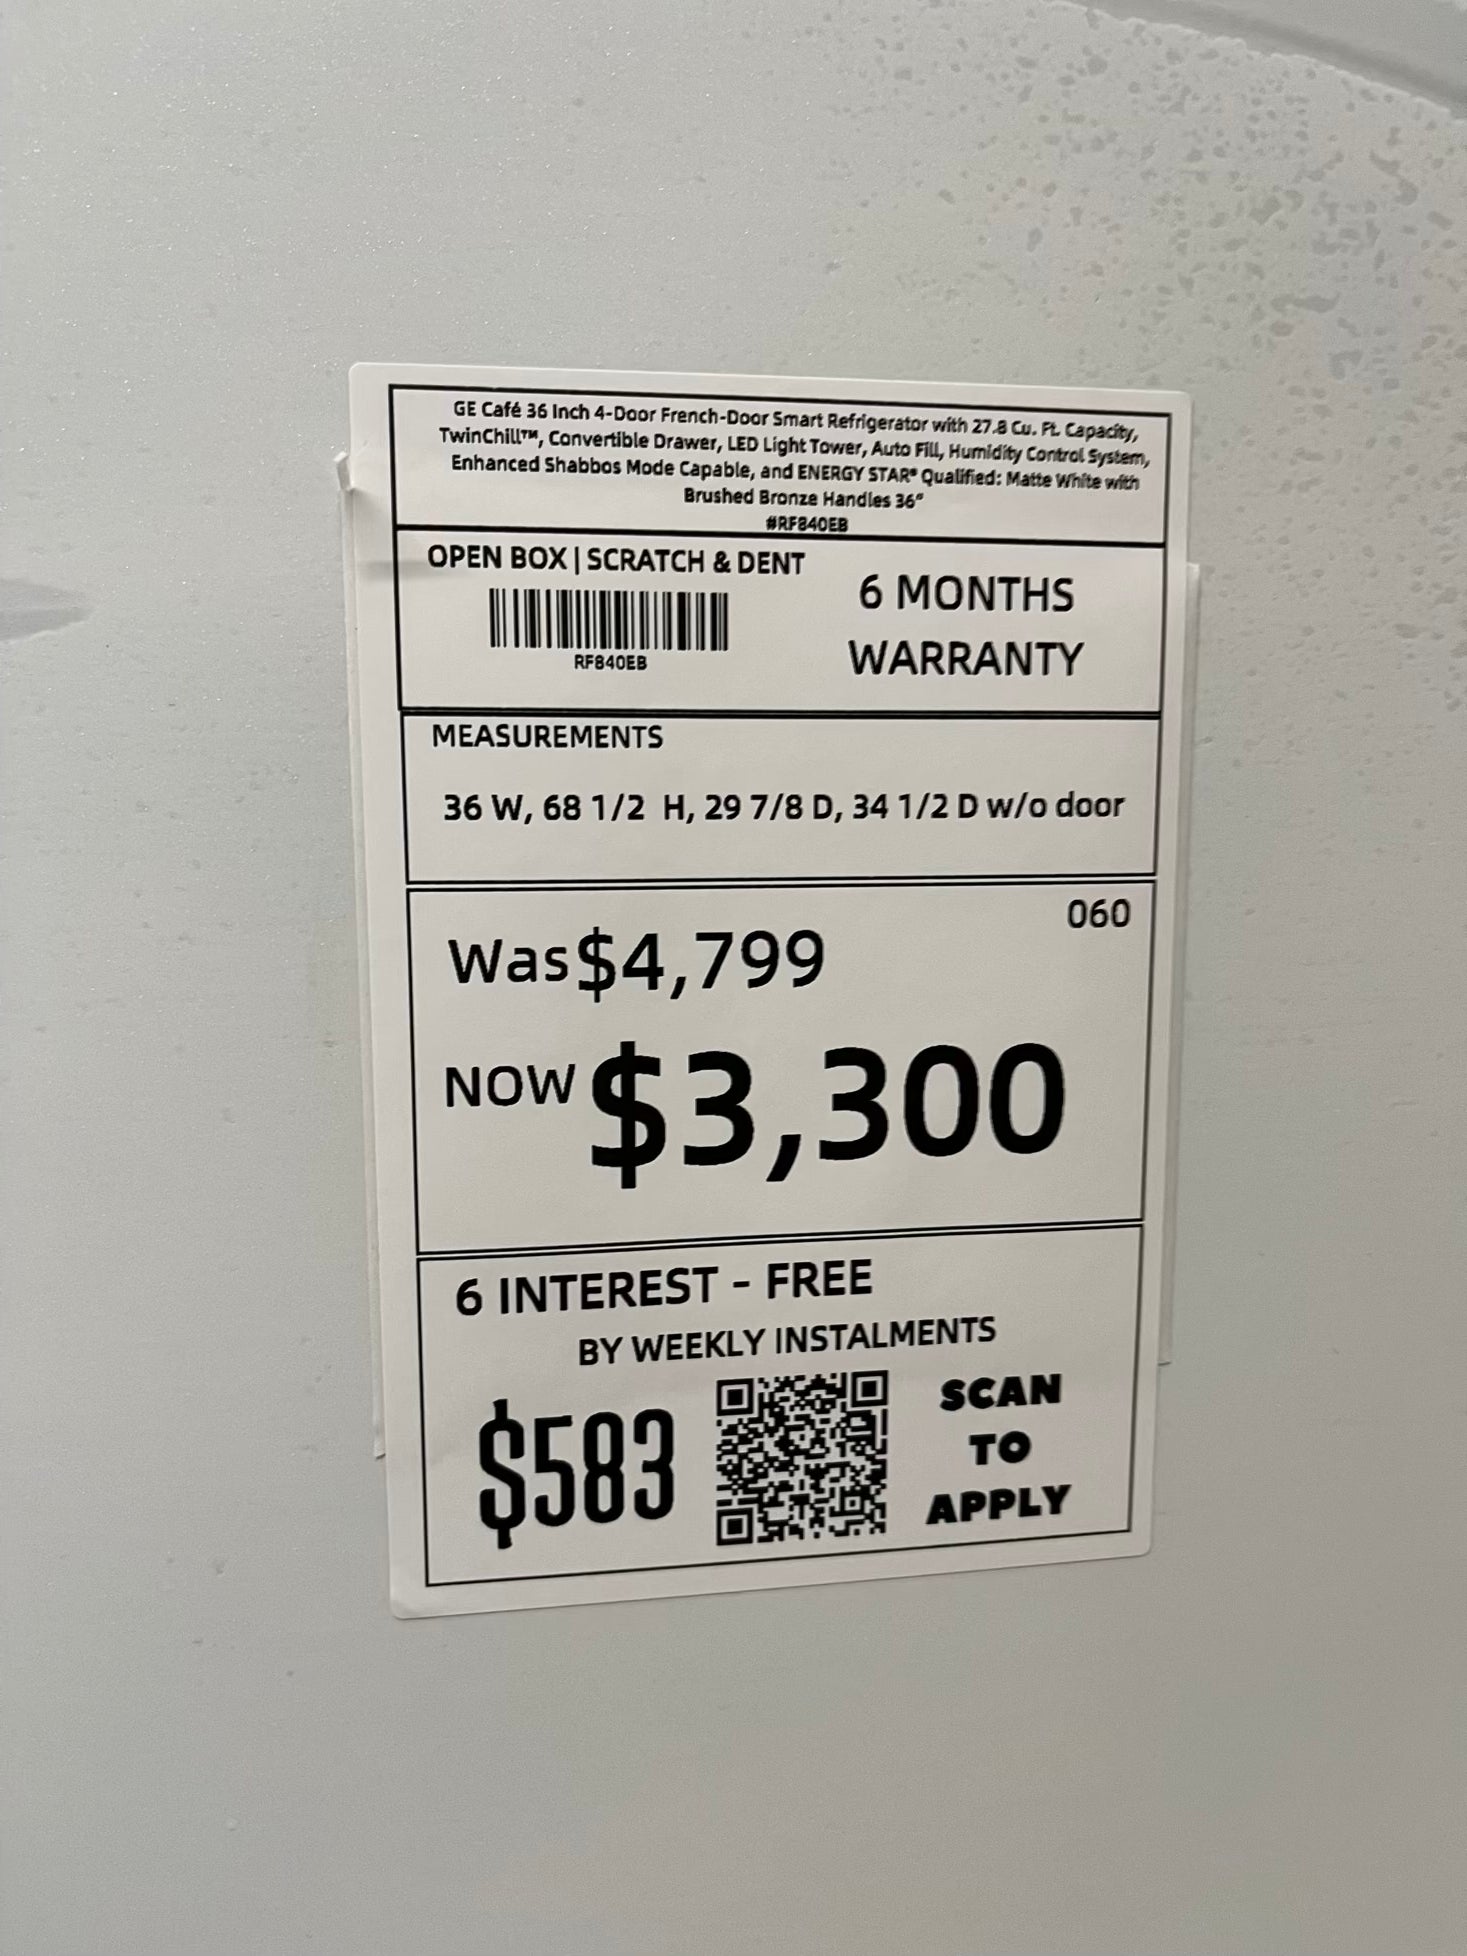 GE Café 36 Inch 4-Door French-Door Smart Refrigerator with 27.8 Cu. Ft. Capacity,
TwinChill™, Convertible Drawer, LED Light Tower, Auto Fill, Humidity Control System,
Enhanced Shabbos Mode Capable, and ENERGY STAR® Qualified: Matte White with
Brushed Bronze Handles 36"
#RF840EB
OPEN BOX | SCRATCH & DENT
RF840EB
6 MONTHS
WARRANTY
MEASUREMENTS
36 W, 68 1/2 H, 29 7/8 D, 34 1/2 D w/o door
060
Was $4,799
NOW $3,300
6 INTEREST - FREE
BY WEEKLY INSTALMENTS
$583
SCAN
TO
APPLY